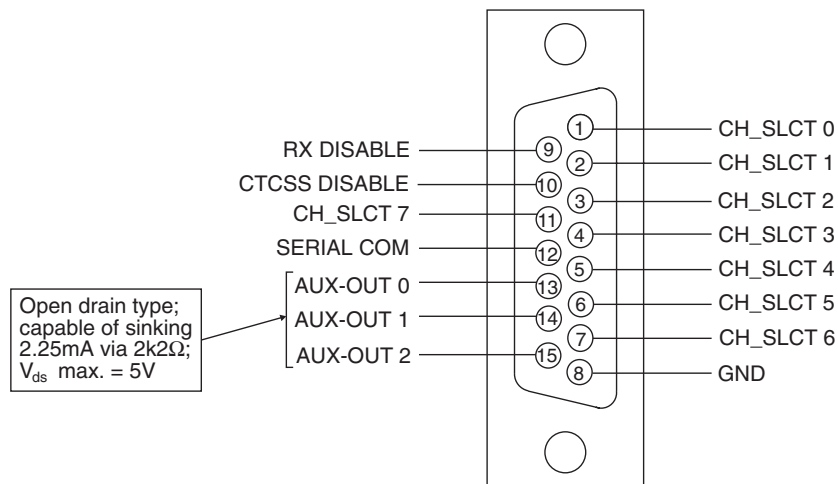 RX DISABLE
CTCSS DISABLE
CH_SLCT 7
SERIAL COM
AUX-OUT 0
AUX-OUT 1
AUX-OUT 2
Open drain type;
capable of sinking
2.25mA via 2k2Ω;
Vds max. = 5V
9
10
11
12
13
14
15
1
2
3
4
5
6
7
8
CH_SLCT 0
CH_SLCT 1
CH_SLCT 2
CH_SLCT 3
CH_SLCT 4
CH_SLCT 5
CH_SLCT 6
GND